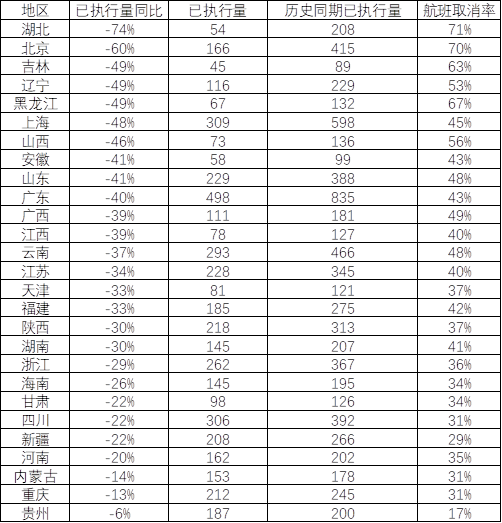 地区 已执行量同比 已执行量 历史同期已执行量 航班取消率
湖北 -74% 54 208 71%
北京 -60% 166 415 70%
吉林 -49% 45 89 63%
辽宁 -49% 116 229 53%
黑龙江 -49% 67 132 67%
上海 -48% 309 598 45%
山西 -46% 73 136 56%
安徽 -41% 58 99 43%
山东 -41% 229 388 48%
广东 -40% 498 835 43%
广西 -39% 111 181 49%
江西 -39% 78 127 40%
云南 -37% 293 466 48%
江苏 -34% 228 345 40%
天津 -33% 81 121 37%
福建 -33% 185 275 42%
陕西 -30% 218 313 37%
湖南 -30% 145 207 41%
浙江 -29% 262 367 36%
海南 -26% 145 195 34%
甘肃 -22% 98 126 34%
四川 -22% 306 392 31%
新疆 -22% 208 266 29%
河南 -20% 162 202 35%
内蒙古 -14% 153 178 31%
重庆 -13% 212 245 31%
贵州 -6% 187 200 17%